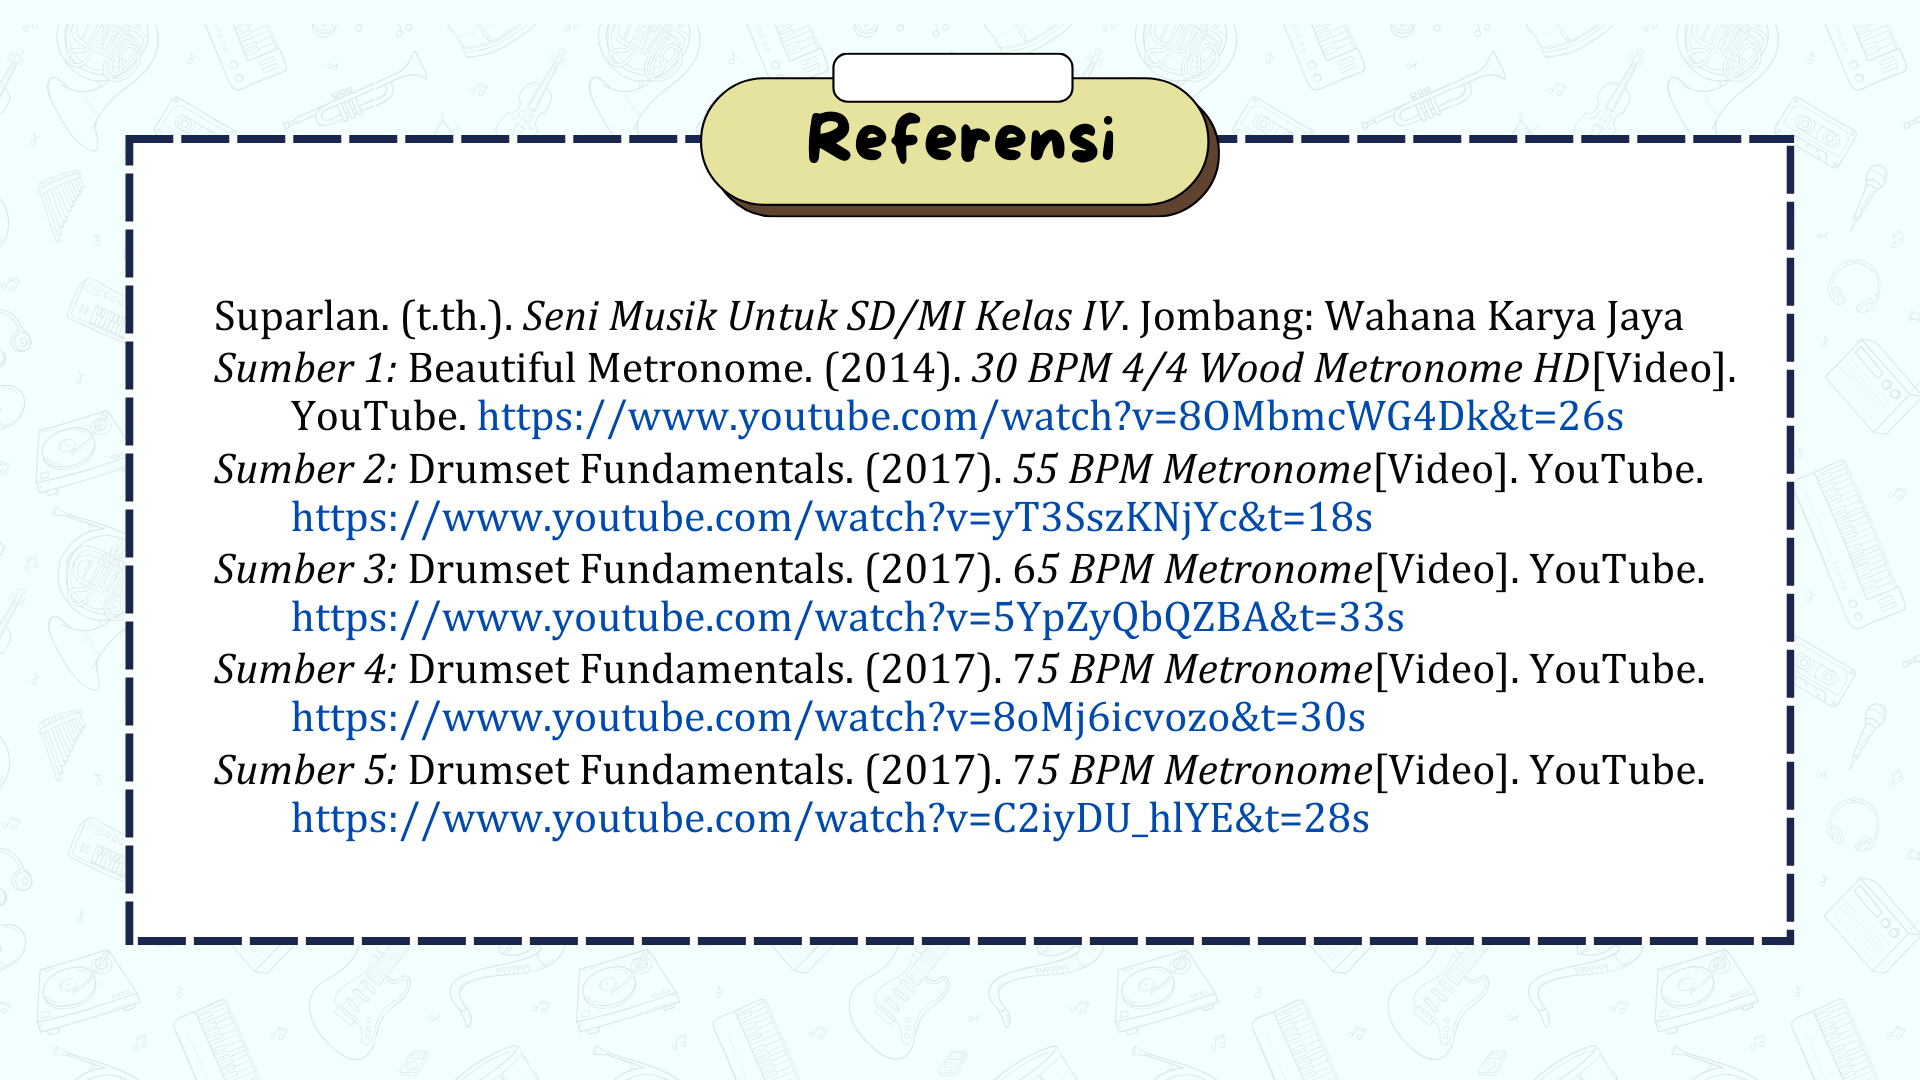 Referensi
Suparlan. (t.th.). Seni Musik Untuk SD/MI Kelas IV. Jombang: Wahana Karya Jaya
Sumber 1: Beautiful Metronome. (2014). 30 BPM 4/4 Wood Metronome HD[Video].
YouTube. https://www.youtube.com/watch?v=8OMbmcWG4Dk&t=26s
Sumber 2: Drumset Fundamentals. (2017). 55 BPM Metronome[Video]. YouTube.
https://www.youtube.com/watch?v=yT3SszKNjYc&t=18s
Sumber 3: Drumset Fundamentals. (2017). 65 BPM Metronome[Video]. YouTube.
https://www.youtube.com/watch?v=5YpZyQbQZBA&t=33s
Sumber 4: Drumset Fundamentals. (2017). 75 BPM Metronome[Video]. YouTube.
https://www.youtube.com/watch?v=8oMj6icvozo&t=30s
Sumber 5: Drumset Fundamentals. (2017). 75 BPM Metronome[Video]. YouTube.
https://www.youtube.com/watch?v=C2iyDU_hlYE&t=28s